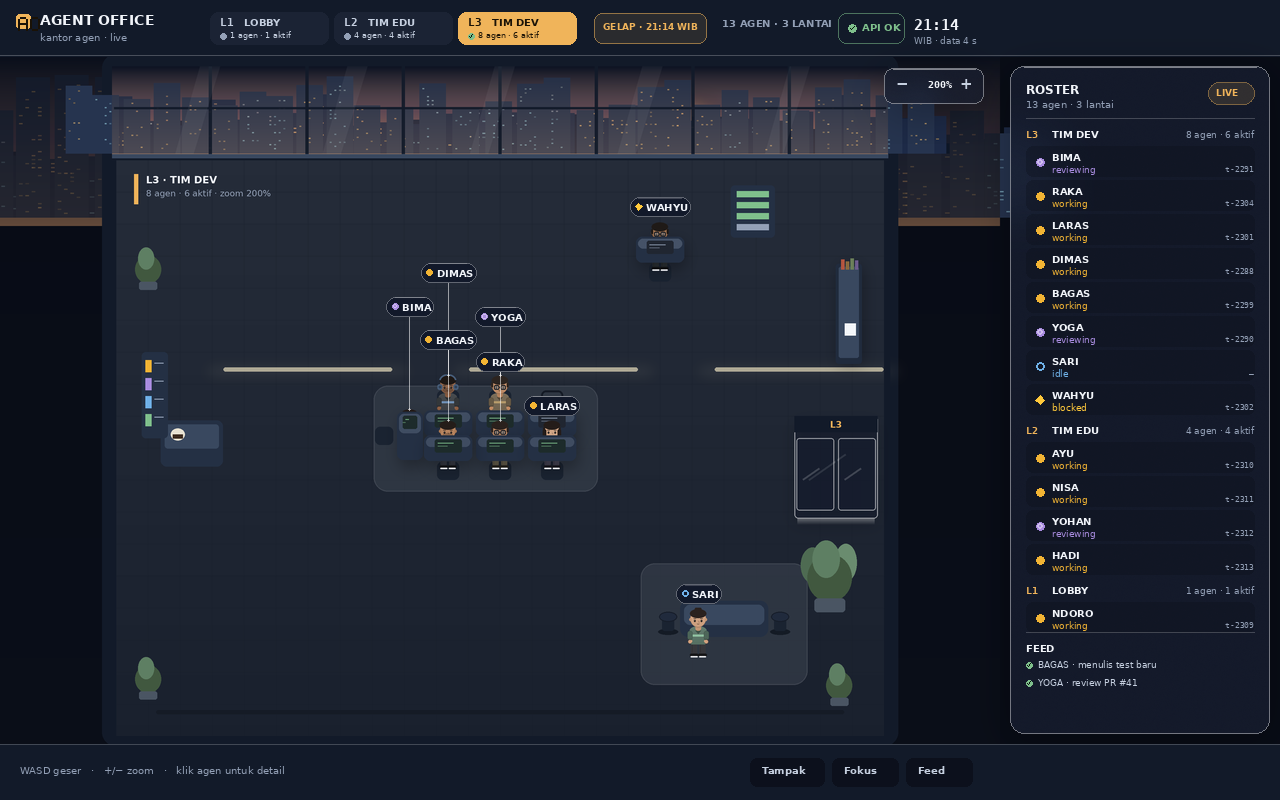 AGENT OFFICE
kantor agen · live
L1 LOBBY
1 agen · 1 aktif
L2 TIM EDU
4 agen · 4 aktif
L3 TIM DEV
8 agen · 6 aktif
GELAP · 21:14 WIB
13 AGEN · 3 LANTAI
API OK
21:14
WIB · data 4 s
− 200% +
L3 · TIM DEV
8 agen · 6 aktif · zoom 200%
WAHYU
DIMAS
BIMA
YOGA
BAGAS
RAKA
LARAS
L3
SARI
ROSTER
13 agen · 3 lantai
LIVE
L3 TIM DEV 8 agen · 6 aktif
BIMA
reviewing t-2291
RAKA
working t-2304
LARAS
working t-2301
DIMAS
working t-2288
BAGAS
working t-2299
YOGA
reviewing t-2290
SARI
idle —
WAHYU
blocked t-2302
L2 TIM EDU 4 agen · 4 aktif
AYU
working t-2310
NISA
working t-2311
YOHAN
reviewing t-2312
HADI
working t-2313
L1 LOBBY 1 agen · 1 aktif
NDORO
working t-2309
FEED
BAGAS · menulis test baru
YOGA · review PR #41
WASD geser · +/− zoom · klik agen untuk detail
Tampak
Fokus
Feed